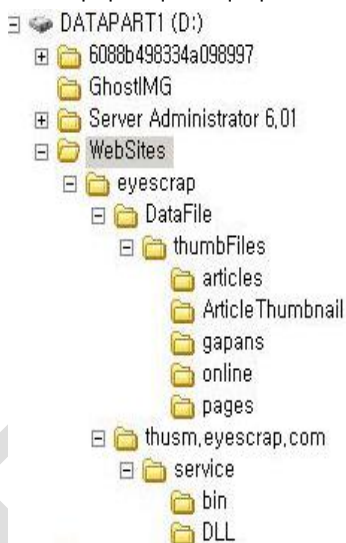 DATAPART1 (D:)
6088b498334a098997
GhostIMG
Server Administrator 6,01
WebSites
eyescrap
DataFile
thumbFiles
articles
ArticleThumbnail
gapans
online
pages
thusm,eyescrap,com
service
bin
DLL